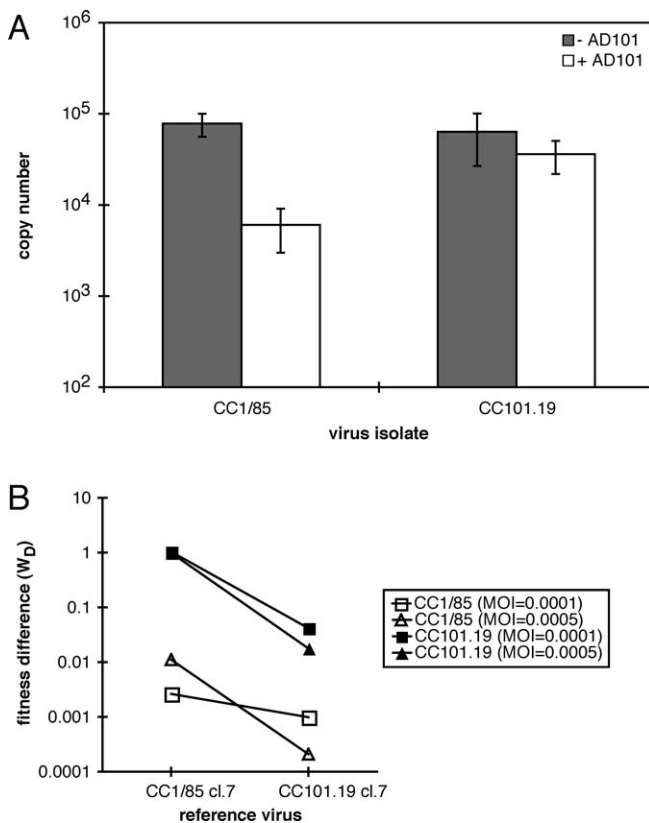 A
10⁶
10⁵
10⁴
10³
10²
copy number
- AD101
+ AD101
CC1/85
CC101.19
virus isolate
B
10
1
0.1
0.01
0.001
0.0001
fitness difference (W_D)
CC1/85 cl.7
CC101.19 cl.7
reference virus
CC1/85 (MOI=0.0001)
CC1/85 (MOI=0.0005)
CC101.19 (MOI=0.0001)
CC101.19 (MOI=0.0005)